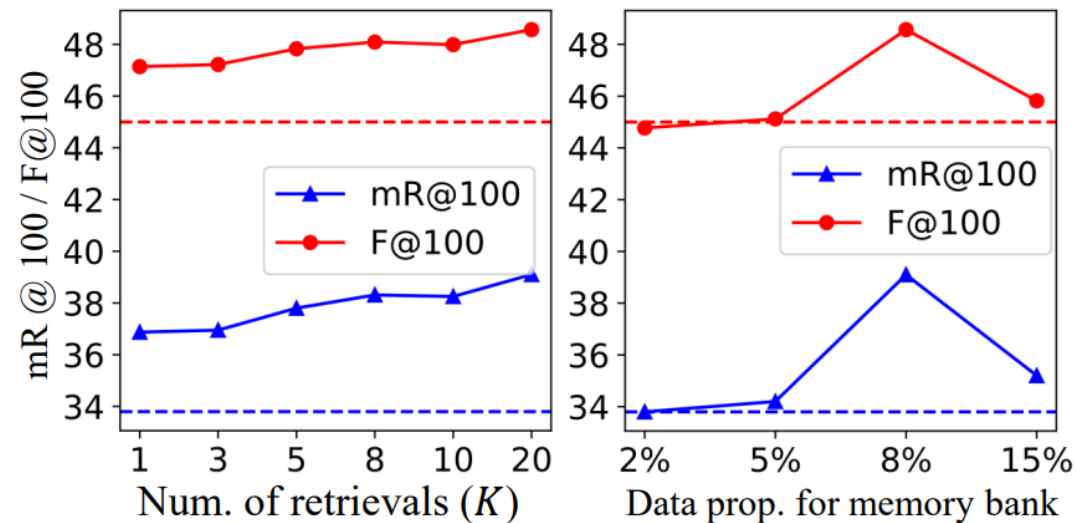 mR @ 100 / F@100
48
46
44
42
40
38
36
34
mR@100
F@100
1 3 5 8 10 20
Num. of retrievals (K)
48
46
44
42
40
38
36
34
mR@100
F@100
2% 5% 8% 15%
Data prop. for memory bank